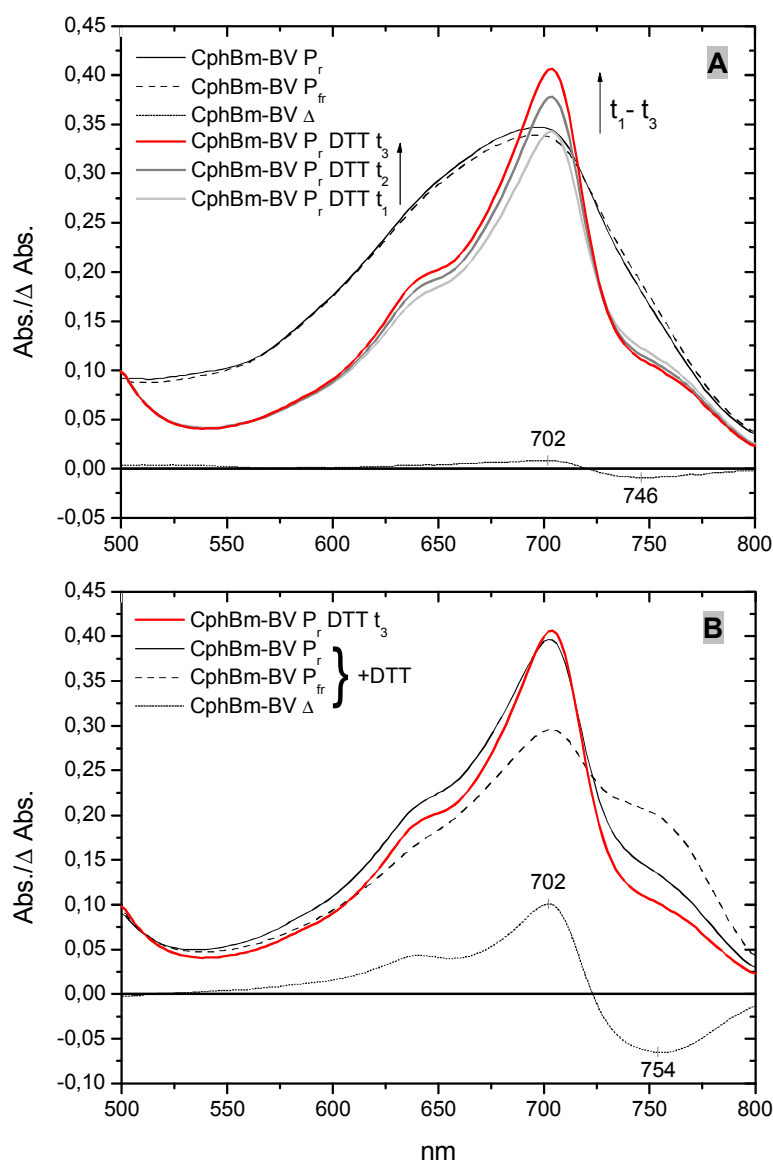 A
CphBm-BV Pr
CphBm-BV Pfr
CphBm-BV Δ
CphBm-BV Pr DTT t3
CphBm-BV Pr DTT t2
CphBm-BV Pr DTT t1
t1- t3
0,45
0,40
0,35
0,30
0,25
0,20
0,15
0,10
0,05
0,00
-0,05
Abs./Δ Abs.
702
746
500 550 600 650 700 750 800
B
CphBm-BV Pr DTT t3
CphBm-BV Pr
CphBm-BV Pfr
CphBm-BV Δ
} +DTT
0,45
0,40
0,35
0,30
0,25
0,20
0,15
0,10
0,05
0,00
-0,05
-0,10
Abs./Δ Abs.
702
754
500 550 600 650 700 750 800
nm